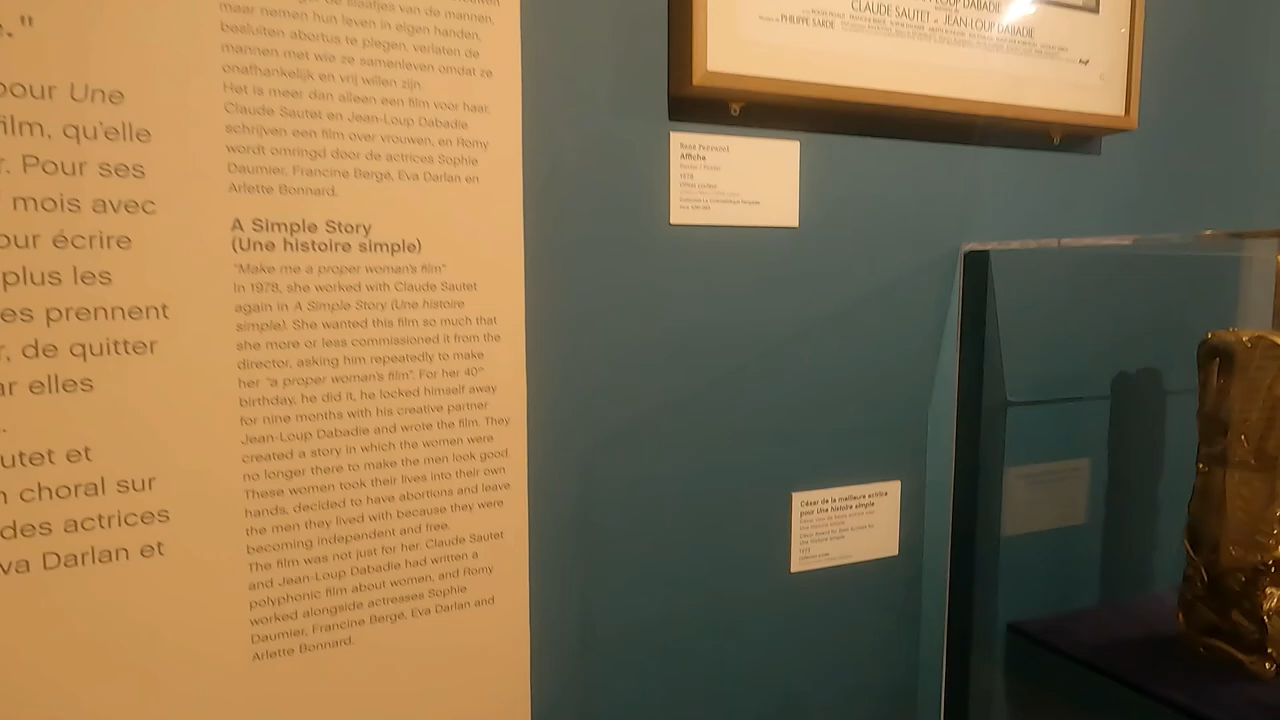 ."
pour Une
film, qu'elle
r. Pour ses
mois avec
our écrire
plus les
es prennent
r, de quitter
ar elles
utet et
n choral sur
des actrices
va Darlan et
slaafjes van de mannen,
maar nemen hun leven in eigen handen,
besluiten abortus te plegen, verlaten de
mannen met wie ze samenleven omdat ze
onafhankelijk en vrij willen zijn.
Het is meer dan alleen een film voor haar.
Claude Sautet en Jean-Loup Dabadie
schrijven een film over vrouwen, en Romy
wordt omringd door de actrices Sophie
Daumier, Francine Bergé, Eva Darlan en
Arlette Bonnard.
A Simple Story
(Une histoire simple)
"Make me a proper woman's film"
In 1978, she worked with Claude Sautet
again in A Simple Story (Une histoire
simple). She wanted this film so much that
she more or less commissioned it from the
director, asking him repeatedly to make
her "a proper woman's film". For her 40th
birthday, he did it, he locked himself away
for nine months with his creative partner
Jean-Loup Dabadie and wrote the film. They
created a story in which the women were
no longer there to make the men look good.
These women took their lives into their own
hands, decided to have abortions and leave
the men they lived with because they were
becoming independent and free.
The film was not just for her. Claude Sautet
and Jean-Loup Dabadie had written a
polyphonic film about women, and Romy
worked alongside actresses Sophie
Daumier, Francine Bergé, Eva Darlan and
Arlette Bonnard.
CLAUDE SAUTET et JEAN-LOUP DABADIE
PHILIPPE SARDE
René Ferracci
Affiche
1978
Offset couleur
César de la meilleure actrice
pour Une histoire simple
1979